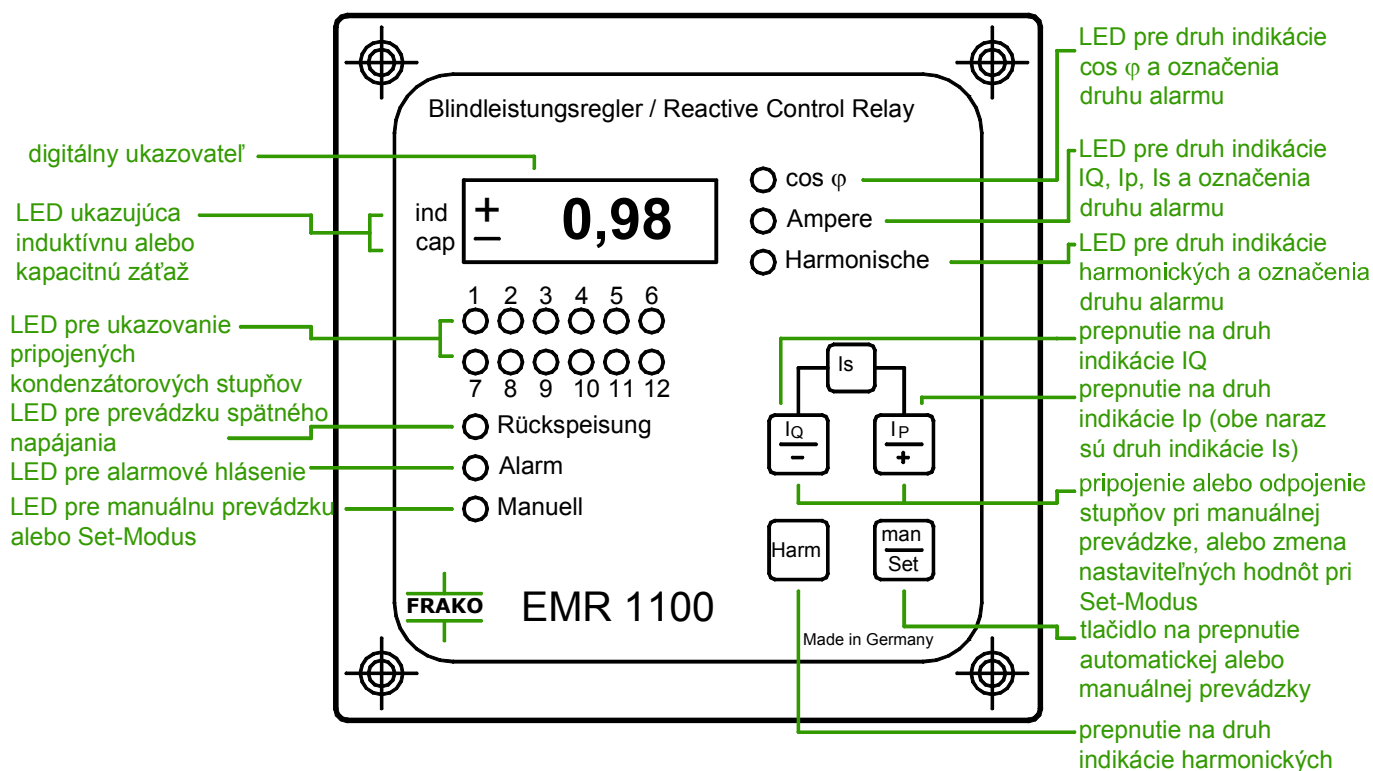 LED pre druh indikácie
cos φ a označenia
druhu alarmu
Blindleistungsregler / Reactive Control Relay
digitálny ukazovateľ
LED ukazujúca
induktívnu alebo
kapacitnú záťaž
ind
cap
+
–
0,98
cos φ
Ampere
Harmonische
LED pre druh indikácie
IQ, Ip, Is a označenia
druhu alarmu
LED pre druh indikácie
harmonických a označenia
druhu alarmu
LED pre ukazovanie
pripojených
kondenzátorových stupňov
1 2 3 4 5 6
7 8 9 10 11 12
LED pre prevádzku spätného
napájania
LED pre alarmové hlásenie
LED pre manuálnu prevádzku
alebo Set-Modus
Rückspeisung
Alarm
Manuell
Is
IQ
–
IP
+
Harm
man
Set
prepnutie na druh
indikácie IQ
prepnutie na druh
indikácie Ip (obe naraz
sú druh indikácie Is)
pripojenie alebo odpojenie
stupňov pri manuálnej
prevádzke, alebo zmena
nastaviteľných hodnôt pri
Set-Modus
tlačidlo na prepnutie
automatickej alebo
manuálnej prevádzky
prepnutie na druh
indikácie harmonických
FRAKO
EMR 1100
Made in Germany